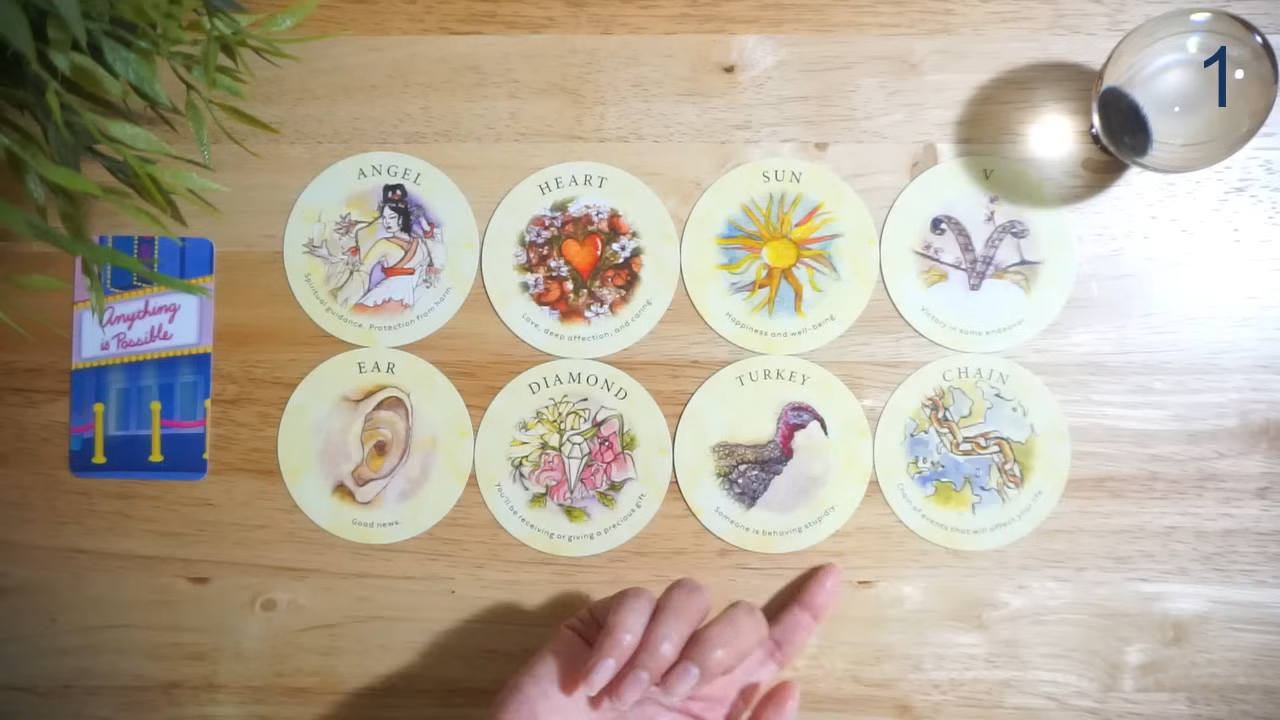 1
ANGEL
Spiritual guidance. Protection from harm.
HEART
Love, deep affection, and caring.
SUN
Happiness and well-being.
V
Victory in some endeavor.
Anything
is Possible
EAR
Good news.
DIAMOND
You'll be receiving or giving a precious gift.
TURKEY
Someone is behaving stupidly.
CHAIN
Chain of events that will affect your life.